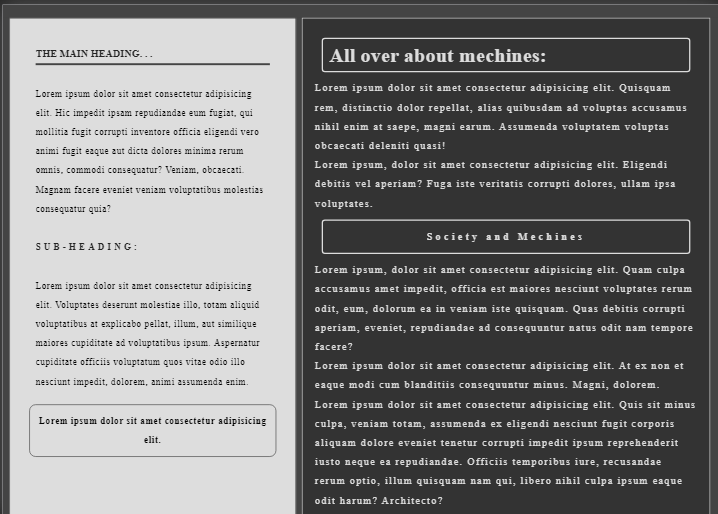 THE MAIN HEADING. . .
Lorem ipsum dolor sit amet consectetur adipisicing
elit. Hic impedit ipsam repudiandae eum fugiat, qui
mollitia fugit corrupti inventore officia eligendi vero
animi fugit eaque aut dicta dolores minima rerum
omnis, commodi consequatur? Veniam, obcaecati.
Magnam facere eveniet veniam voluptatibus molestias
consequatur quia?
SUB-HEADING:
Lorem ipsum dolor sit amet consectetur adipisicing
elit. Voluptates deserunt molestiae illo, totam aliquid
voluptatibus at explicabo pellat, illum, aut similique
maiores cupiditate ad voluptatibus ipsum. Aspernatur
cupiditate officiis voluptatum quos vitae odio illo
nesciunt impedit, dolorem, animi assumenda enim.
Lorem ipsum dolor sit amet consectetur adipisicing
elit.
All over about mechines:
Lorem ipsum dolor sit amet consectetur adipisicing elit. Quisquam
rem, distinctio dolor repellat, alias quibusdam ad voluptas accusamus
nihil enim at saepe, magni earum. Assumenda voluptatem voluptas
obcaecati deleniti quasi!
Lorem ipsum, dolor sit amet consectetur adipisicing elit. Eligendi
debitis vel aperiam? Fuga iste veritatis corrupti dolores, ullam ipsa
voluptates.
Society and Mechines
Lorem ipsum, dolor sit amet consectetur adipisicing elit. Quam culpa
accusamus amet impedit, officia est maiores nesciunt voluptates rerum
odit, eum, dolorum ea in veniam iste quisquam. Quas debitis corrupti
aperiam, eveniet, repudiandae ad consequuntur natus odit nam tempore
facere?
Lorem ipsum dolor sit amet consectetur adipisicing elit. At ex non et
eaque modi cum blanditiis consequuntur minus. Magni, dolorem.
Lorem ipsum dolor sit amet consectetur adipisicing elit. Quis sit minus
culpa, veniam totam, assumenda ex eligendi nesciunt fugit corporis
aliquam dolore eveniet tenetur corrupti impedit ipsum reprehenderit
iusto neque ea repudiandae. Officiis temporibus iure, recusandae
rerum optio, illum quisquam nam qui, libero nihil culpa ipsum eaque
odit harum? Architecto?